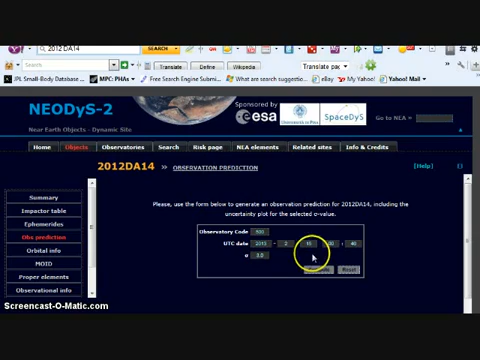 2012 DA14 SEARCH
Translate Define Wikipedia
Search Translate page
JPL Small-Body Database ... MPC: PHAs Free Search Engine Submi... What are search suggestio... eBay My Yahoo! Yahoo! Mail
NEODyS-2
Near Earth Objects - Dynamic Site
Sponsored by
esa
SpaceDyS
Go to NEA =
Home Objects Observatories Search Risk page NEA elements Related sites Info & Credits
2012DA14 » OBSERVATION PREDICTION [Help]
Summary
Impactor table
Ephemerides
Obs prediction
Orbital info
MOID
Proper elements
Observational info
Please, use the form below to generate an observation prediction for 2012DA14, including the
uncertainty plot for the selected σ-value.
Observatory Code 500
UTC date 2013 - 2
σ 3.0
Reset
Screencast-O-Matic.com